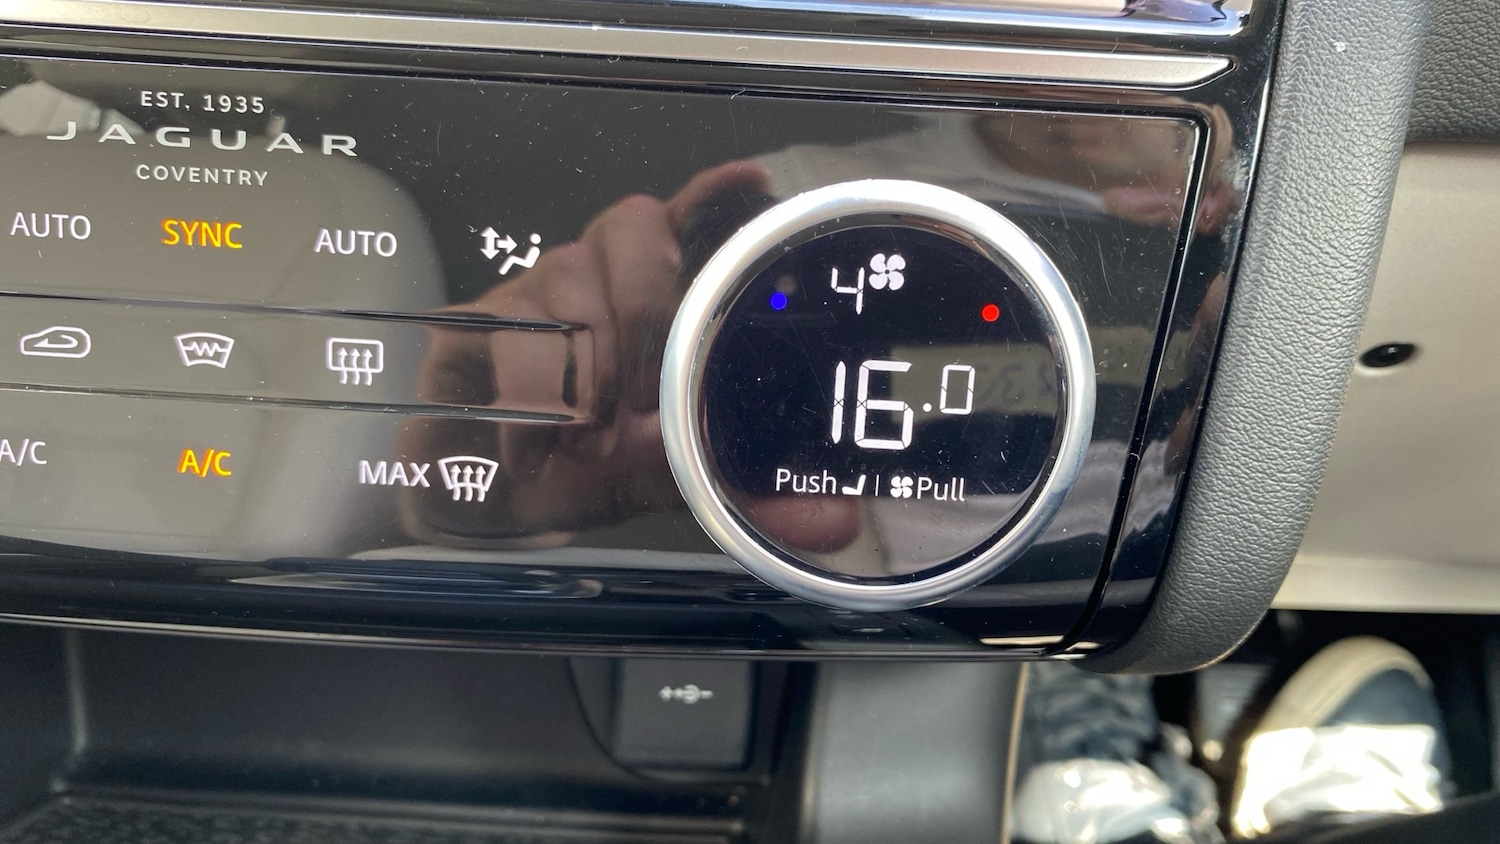 EST. 1935
JAGUAR
COVENTRY
AUTO SYNC AUTO
4
16.0
A/C A/C MAX
Push | Pull